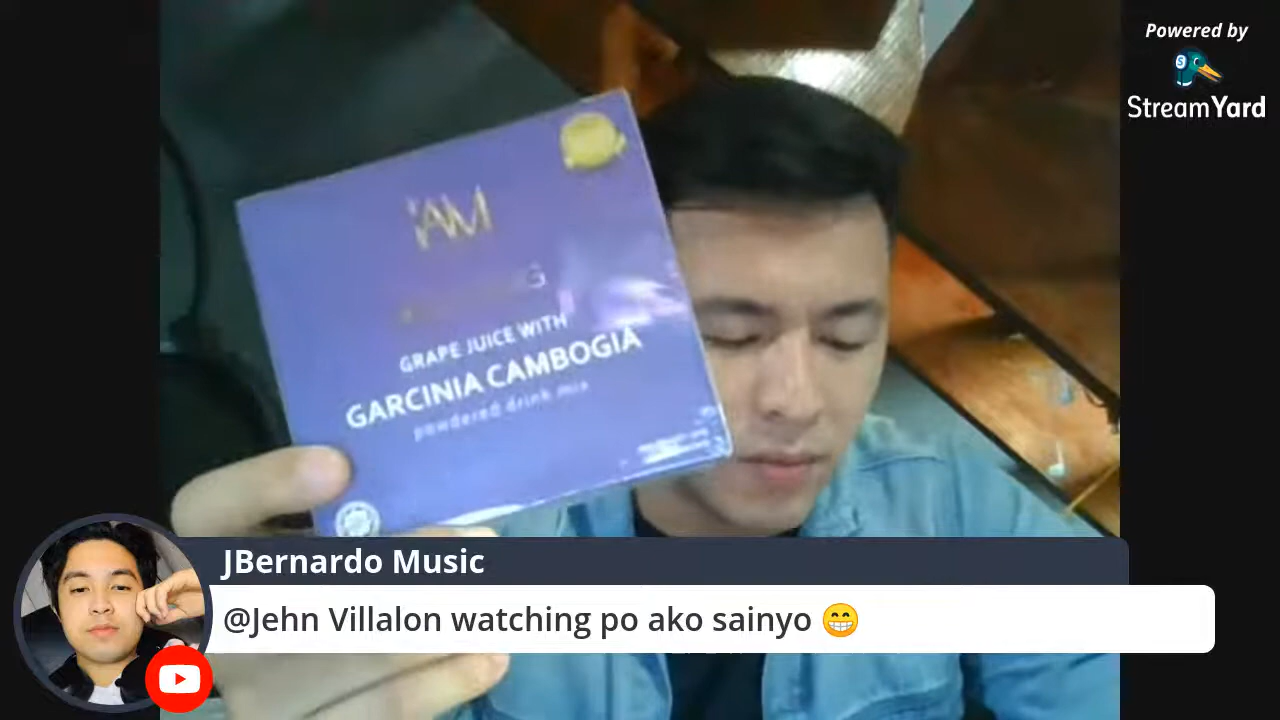 Powered by
StreamYard
I'AM
GRAPE JUICE WITH
GARCINIA CAMBOGIA
powdered drink mix
JBernardo Music
@Jehn Villalon watching po ako sainyo 😁